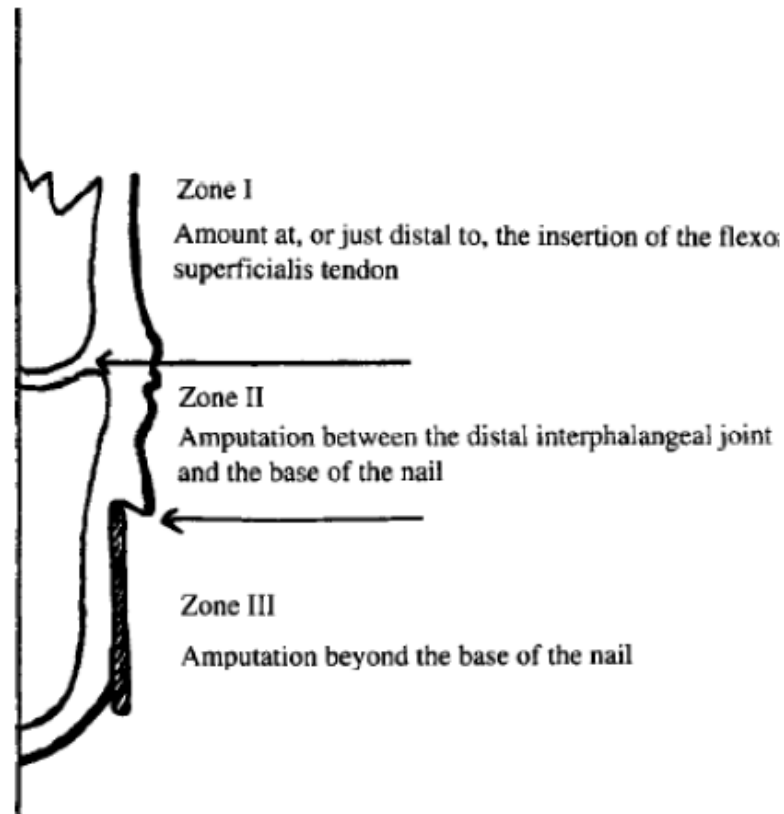 Zone I
Amount at, or just distal to, the insertion of the flexo
superficialis tendon
Zone II
Amputation between the distal interphalangeal joint
and the base of the nail
Zone III
Amputation beyond the base of the nail